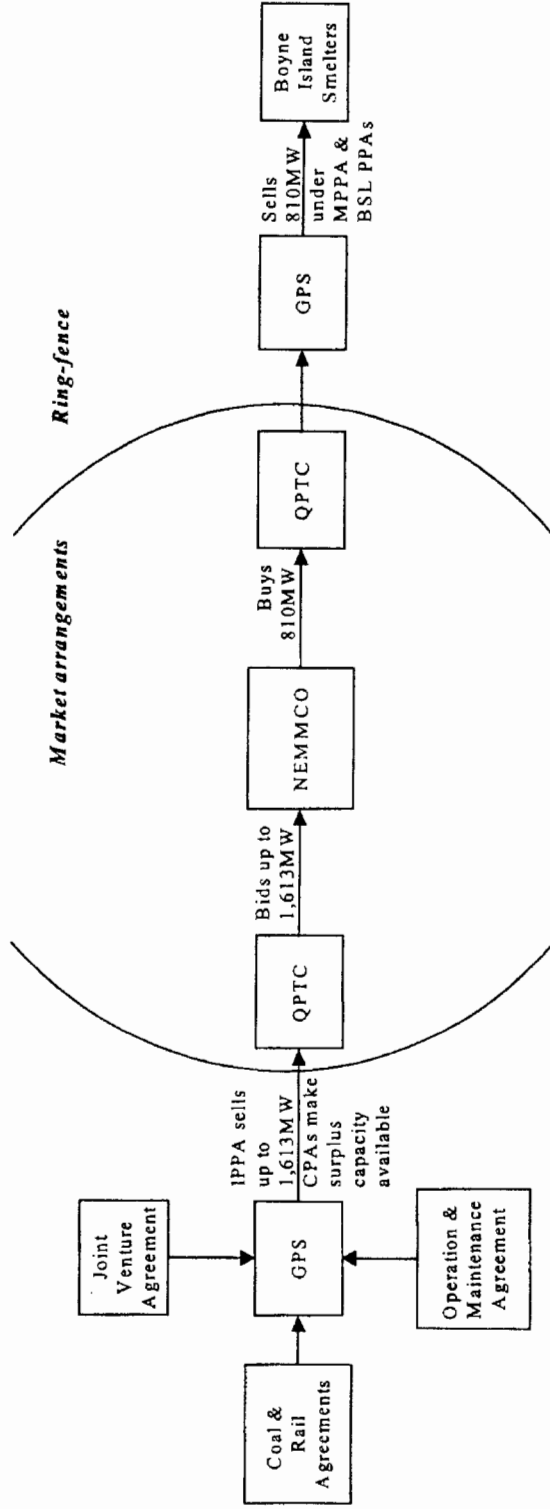 Market arrangements
Ring-fence
Joint
Venture
Agreement
Coal &
Rail
Agreements
GPS
Operation &
Maintenance
Agreement
IPPA sells
up to
1,613MW
CPAs make
surplus
capacity
available
QPTC
Bids up to
1,613MW
NEMMCO
Buys
810MW
QPTC
GPS
Sells
810MW
under
MPPA &
BSL PPAs
Boyne
Island
Smelters